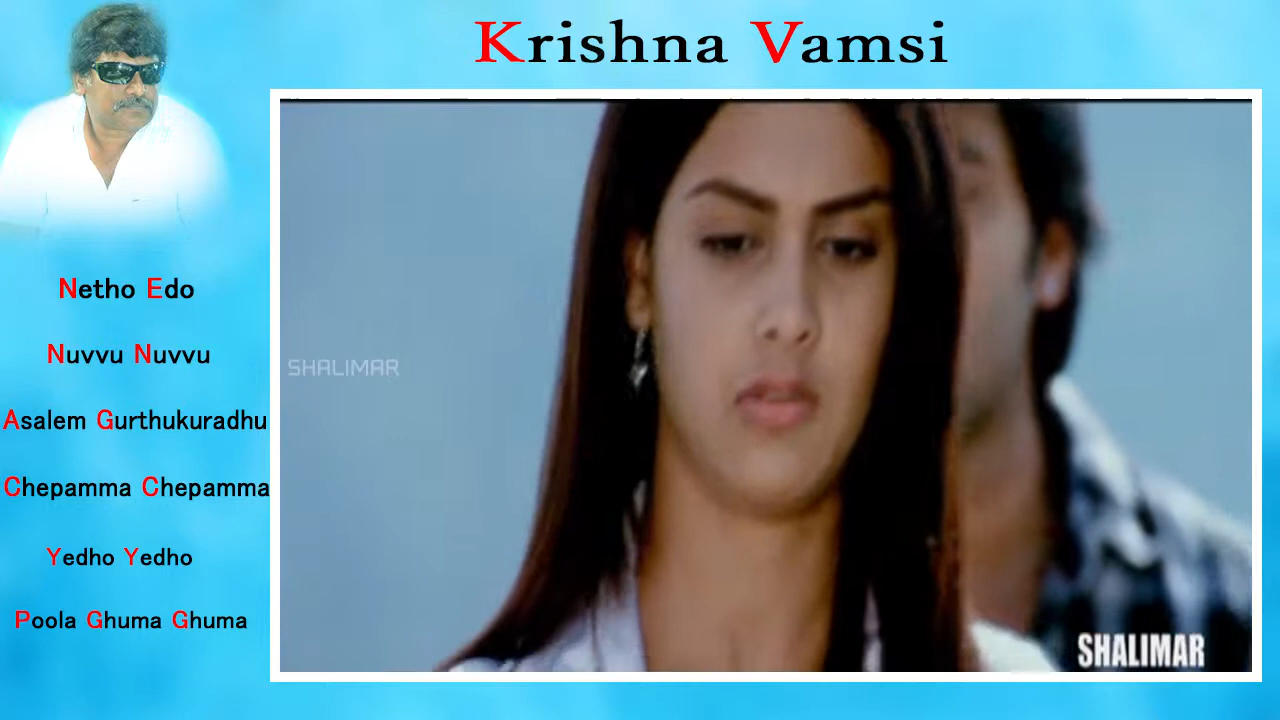 Krishna Vamsi
Netho Edo
Nuvvu Nuvvu
Asalem Gurthukuradhu
Chepamma Chepamma
Yedho Yedho
Poola Ghuma Ghuma
SHALIMAR
SHALIMAR